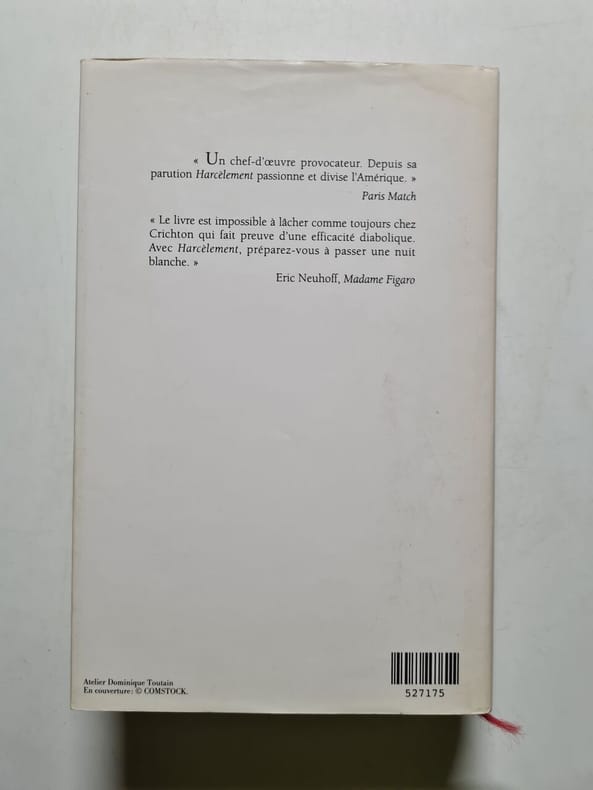 « Un chef-d'œuvre provocateur. Depuis sa
parution Harcèlement passionne et divise l'Amérique. »
Paris Match
« Le livre est impossible à lâcher comme toujours chez
Crichton qui fait preuve d'une efficacité diabolique.
Avec Harcèlement, préparez-vous à passer une nuit
blanche. »
Eric Neuhoff, Madame Figaro
Atelier Dominique Toutain
En couverture : © COMSTOCK.
527175